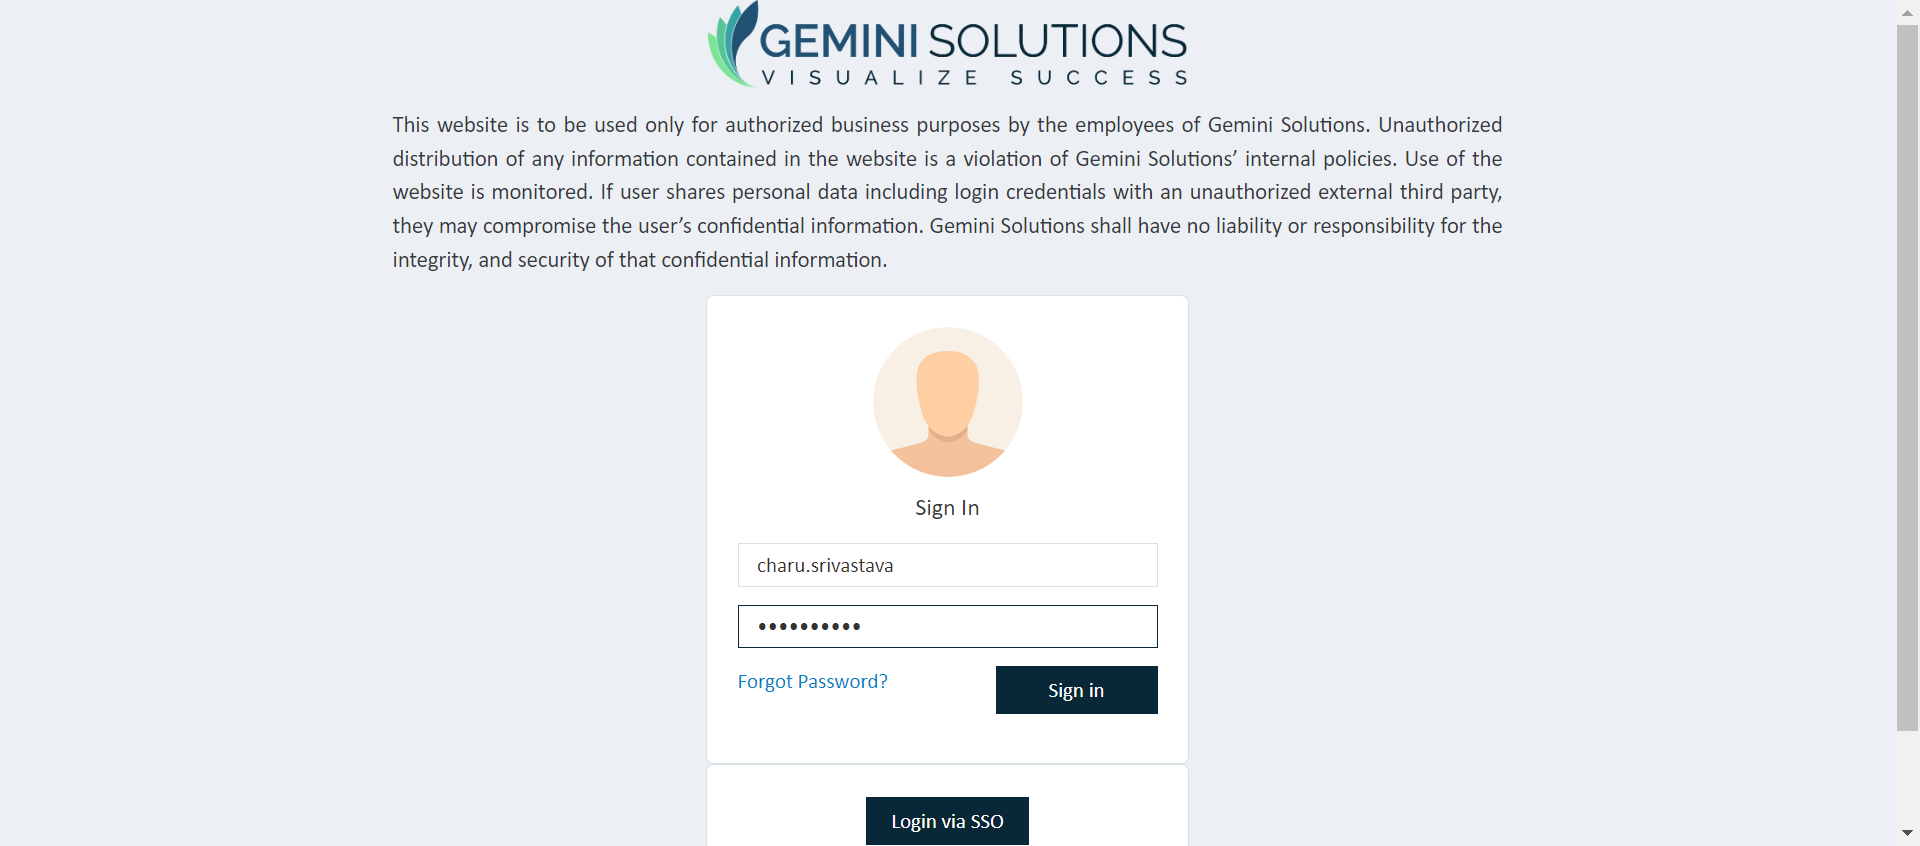 GEMINI SOLUTIONS
VISUALIZE SUCCESS
This website is to be used only for authorized business purposes by the employees of Gemini Solutions. Unauthorized
distribution of any information contained in the website is a violation of Gemini Solutions’ internal policies. Use of the
website is monitored. If user shares personal data including login credentials with an unauthorized external third party,
they may compromise the user’s confidential information. Gemini Solutions shall have no liability or responsibility for the
integrity, and security of that confidential information.
Sign In
charu.srivastava
••••••••••
Forgot Password?
Sign in
Login via SSO